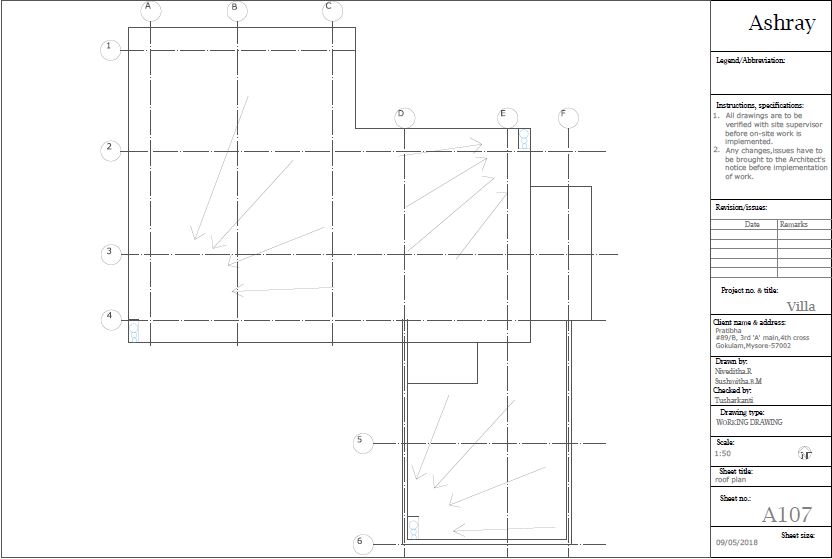 A
B
C
1
D
E
F
2
3
4
5
6
Ashray
Legend/Abbreviation:
Instructions, specifications:
1. All drawings are to be
verified with site supervisor
before on-site work is
implemented.
2. Any changes,issues have to
be brought to the Architect's
notice before implementation
of work.
Revision/issues:
Date Remarks
Project no. & title:
Villa
Client name & address:
Pratibha
#89/B, 3rd 'A' main,4th cross
Gokulam,Mysore-57002
Drawn by:
Niveditha.R
Sushmitha.B.M
Checked by:
Tusharkanti
Drawing type:
WORKING DRAWING
Scale:
1:50
N
Sheet title:
roof plan
Sheet no.:
A107
Sheet size:
09/05/2018